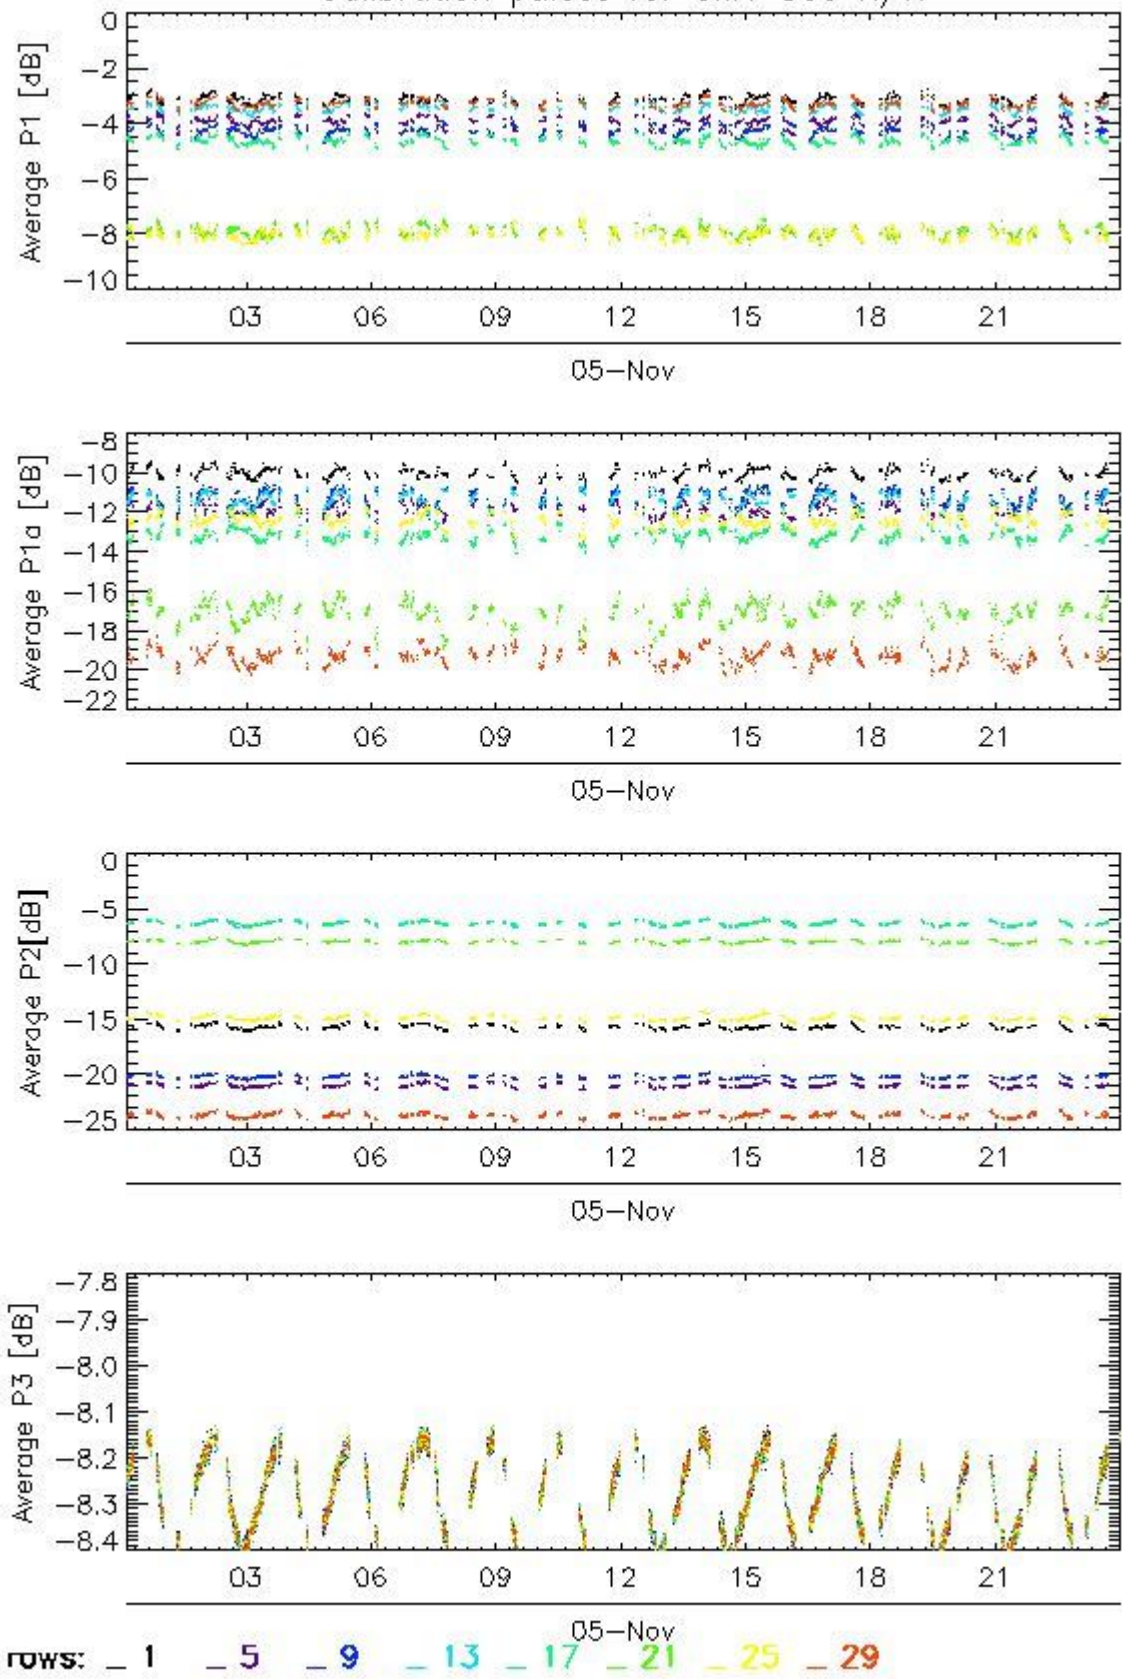 0
−2
−4
−6
−8
−10
Average P1 [dB]
03 06 09 12 15 18 21
05−Nov
−8
−10
−12
−14
−16
−18
−20
−22
Average P1a [dB]
03 06 09 12 15 18 21
05−Nov
0
−5
−10
−15
−20
−25
Average P2[dB]
03 06 09 12 15 18 21
05−Nov
−7.8
−7.9
−8.0
−8.1
−8.2
−8.3
−8.4
Average P3 [dB]
03 06 09 12 15 18 21
05−Nov
rows: _ 1 _ 5 _ 9 _ 13 _ 17 _ 21 _ 25 _ 29